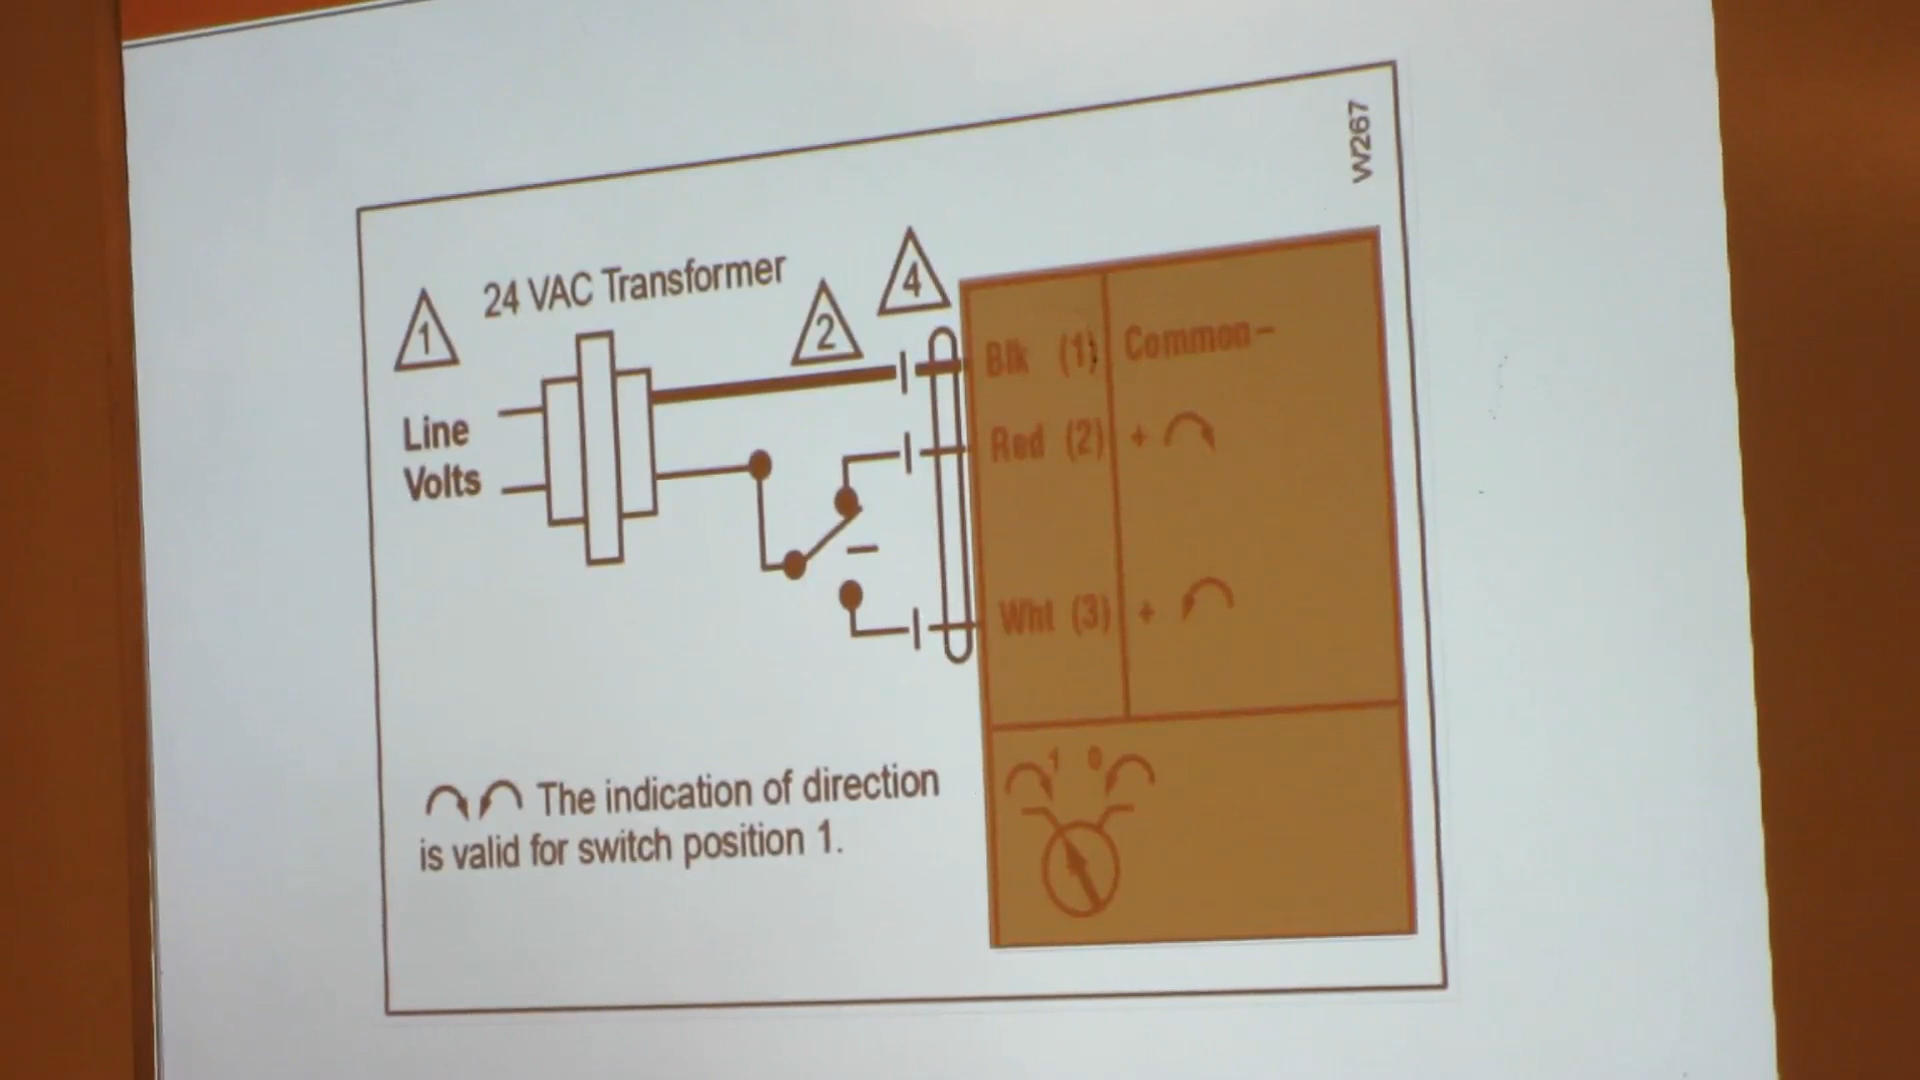 W267
24 VAC Transformer
1
2
4
Line
Volts
Blk (1) Common –
Red (2) +
Wht (3) +
1 0
The indication of direction
is valid for switch position 1.